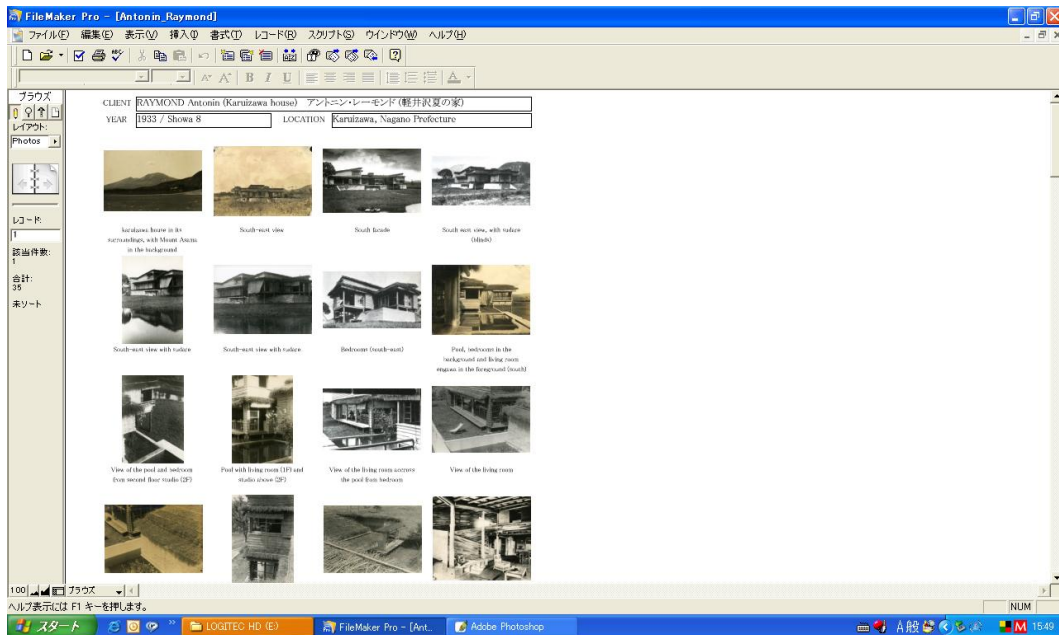 FileMaker Pro - [Antonin_Raymond]
ファイル(F) 編集(E) 表示(V) 挿入(I) 書式(T) レコード(R) スクリプト(S) ウインドウ(W) ヘルプ(H)
B I U
ブラウズ
レイアウト:
Photos
レコード:
1
該当件数:
1
合計:
35
未ソート
CLIENT RAYMOND Antonin (Karuizawa house) アントニン・レーモンド(軽井沢夏の家)
YEAR 1933 / Showa 8 LOCATION Karuizawa, Nagano Prefecture
karuizawa house in its
surroundings, with Mount Asama
in the background
South-east view
South facade
South east view, with sudare
(blinds)
South-east view with sudare
South-east view with sudare
Bedrooms (south-east)
Pool, bedrooms in the
background and living room
engawa in the foreground (south)
View of the pool and bedroom
from second floor studio (2F)
Pool with living room (1F) and
studio above (2F)
View of the living room accross
the pool from bedroom
View of the living room
100 ブラウズ
ヘルプ表示には F1 キーを押します。
NUM
スタート LOGITEC HD (E:) FileMaker Pro - [Ant... Adobe Photoshop A般 15:49